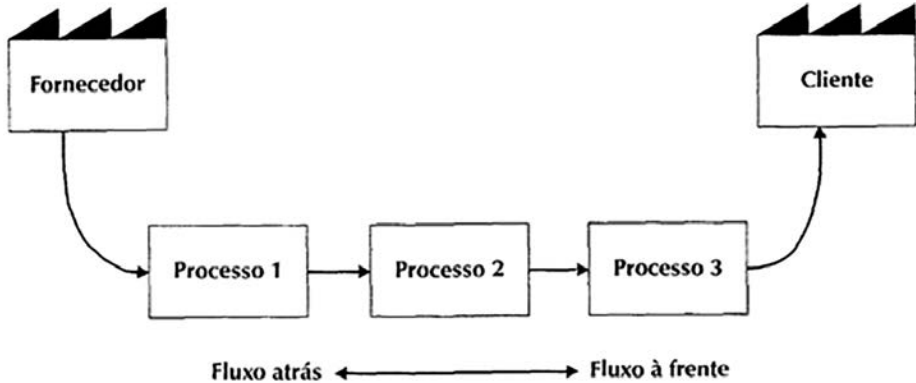 Fornecedor
Cliente
Processo 1
Processo 2
Processo 3
Fluxo atrás
Fluxo à frente